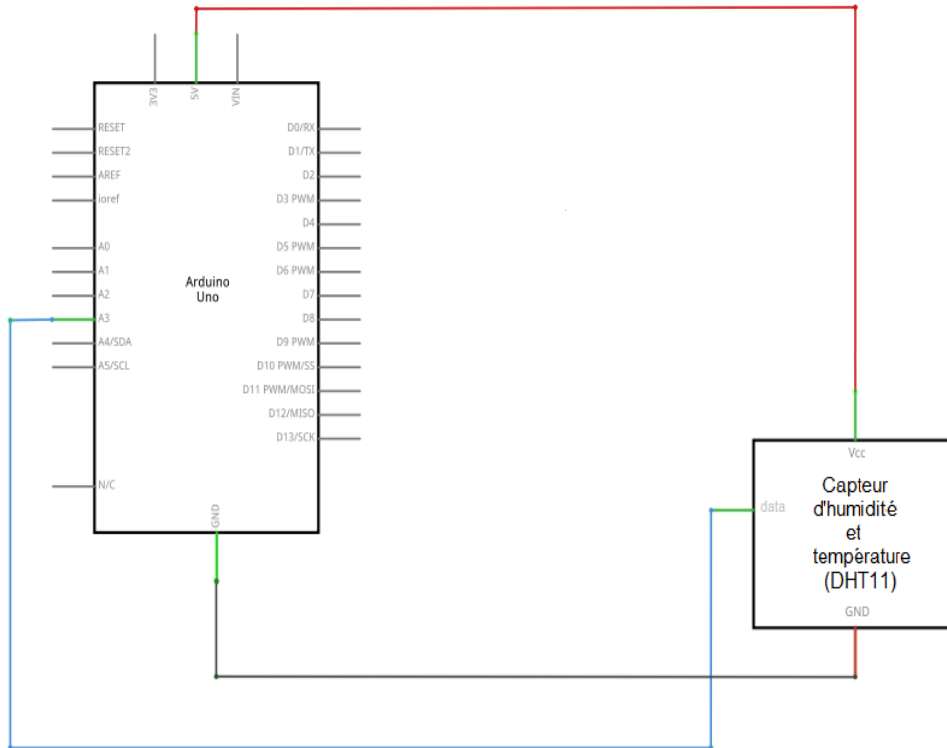 3V3
5V
VIN
RESET
RESET2
AREF
ioref
A0
A1
A2
A3
A4/SDA
A5/SCL
N/C
Arduino
Uno
D0/RX
D1/TX
D2
D3 PWM
D4
D5 PWM
D6 PWM
D7
D8
D9 PWM
D10 PWM/SS
D11 PWM/MOSI
D12/MISO
D13/SCK
GND
Vcc
data
Capteur
d'humidité
et
température
(DHT11)
GND